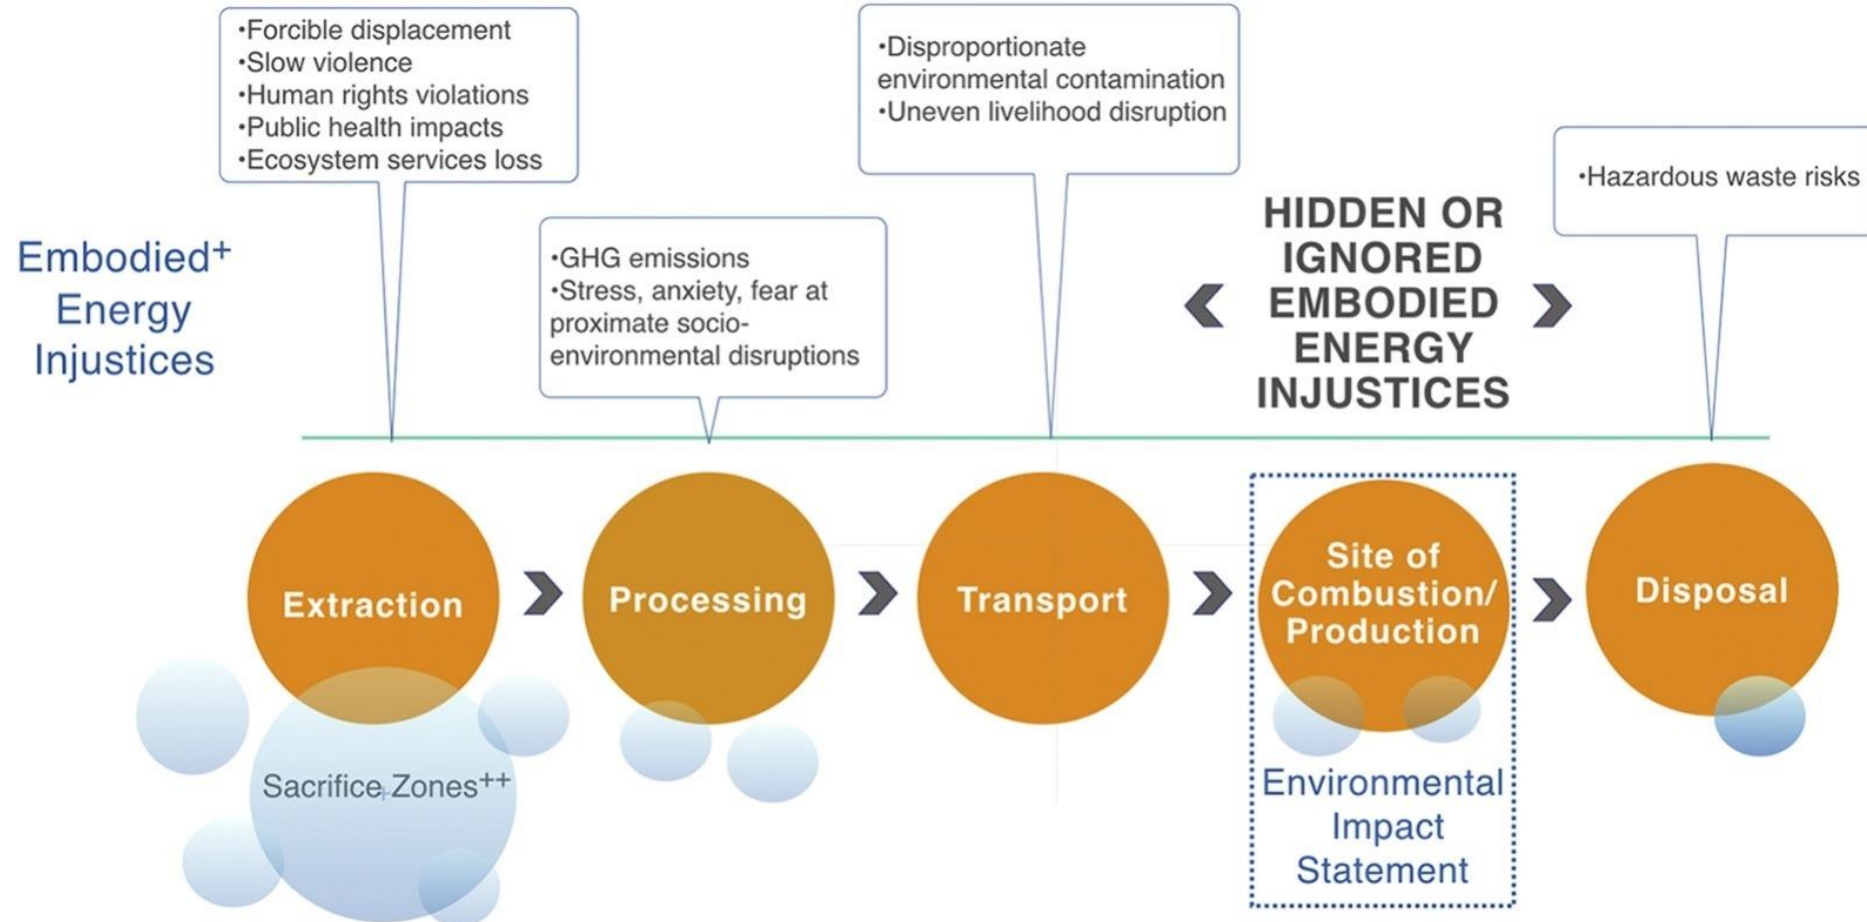 •Forcible displacement
•Slow violence
•Human rights violations
•Public health impacts
•Ecosystem services loss
•Disproportionate
environmental contamination
•Uneven livelihood disruption
•Hazardous waste risks
Embodied⁺
Energy
Injustices
•GHG emissions
•Stress, anxiety, fear at
proximate socio-
environmental disruptions
HIDDEN OR
IGNORED
EMBODIED
ENERGY
INJUSTICES
Extraction
Processing
Transport
Site of
Combustion/
Production
Disposal
Sacrifice Zones⁺⁺
Environmental
Impact
Statement